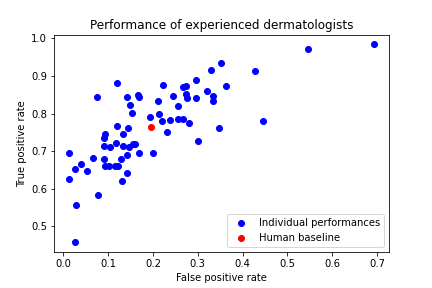 Performance of experienced dermatologists
1.0
0.9
0.8
0.7
0.6
0.5
True positive rate
Individual performances
Human baseline
0.0 0.1 0.2 0.3 0.4 0.5 0.6 0.7
False positive rate